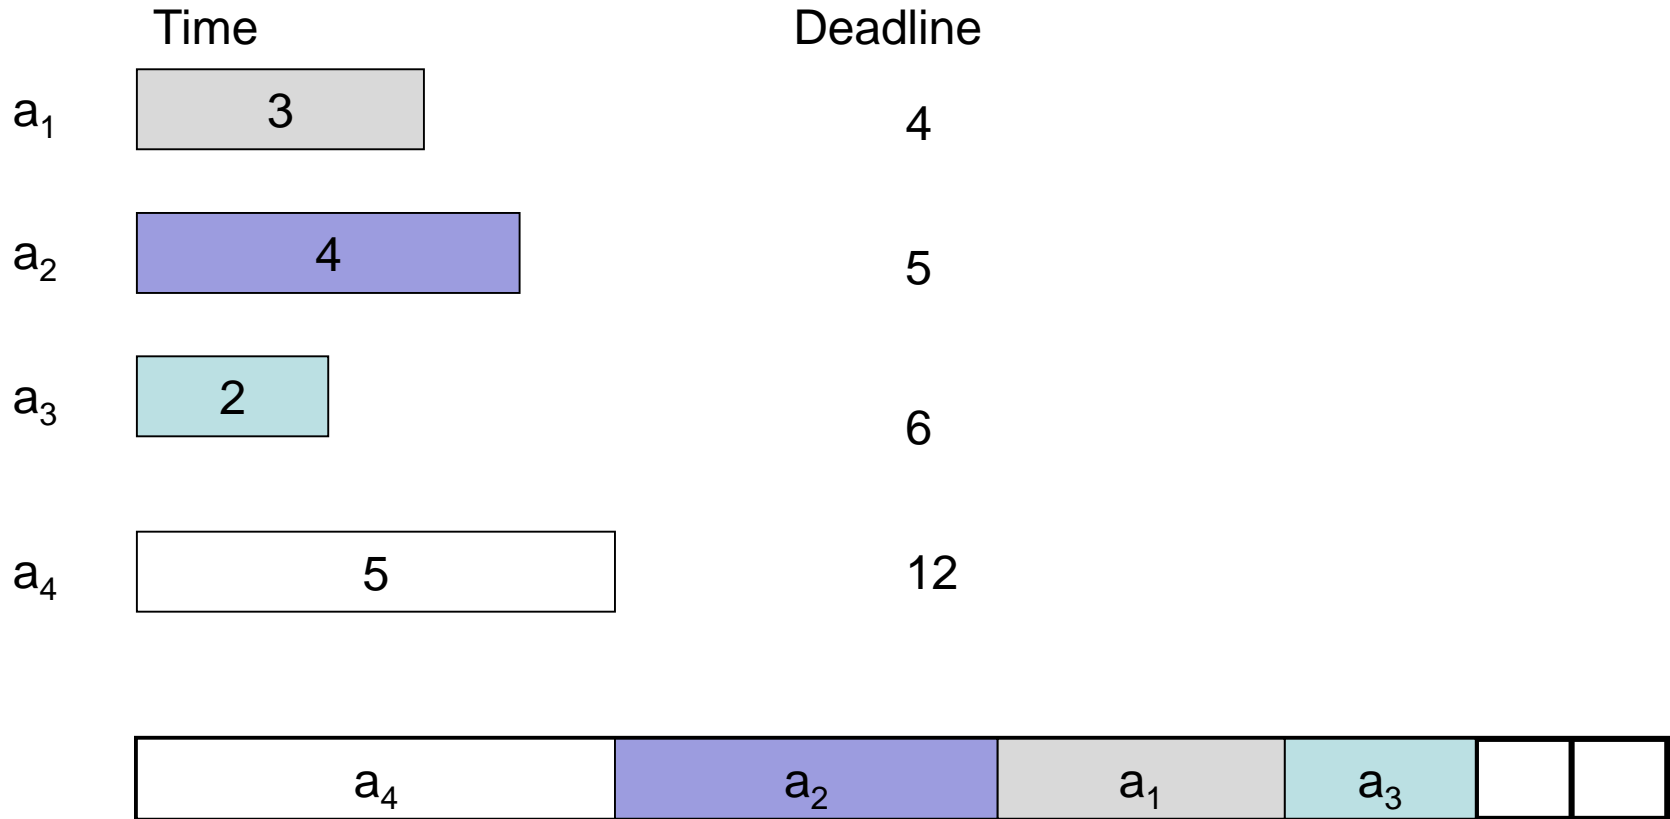 Time Deadline
a₁ 3 4
a₂ 4 5
a₃ 2 6
a₄ 5 12
a₄ a₂ a₁ a₃